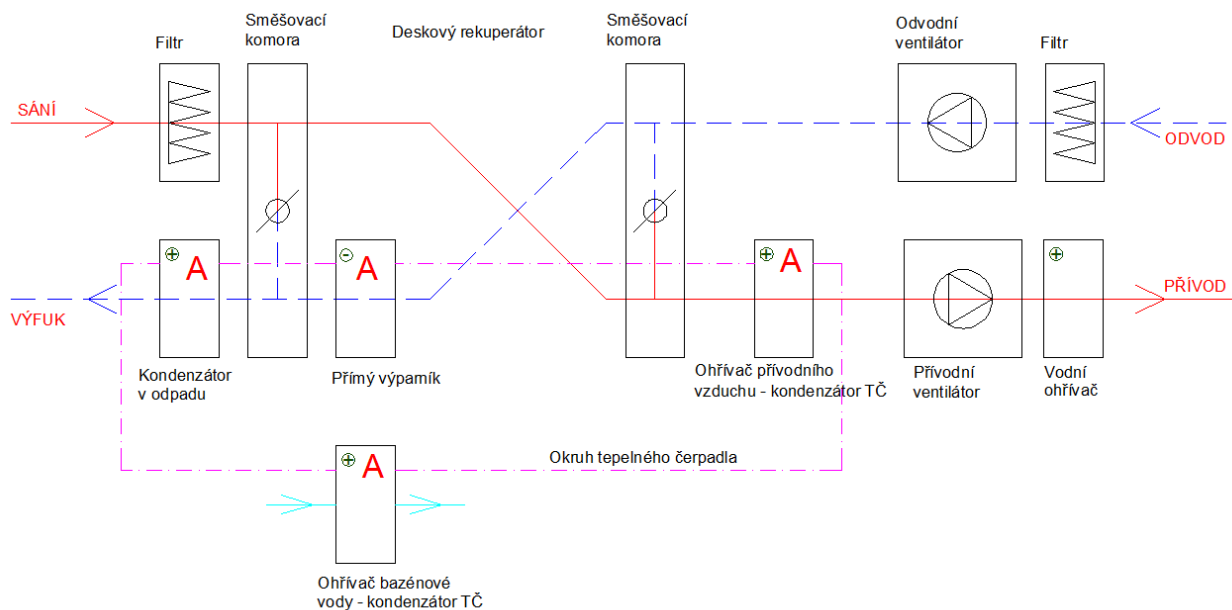 Filtr
Směšovací
komora
Deskový rekuperátor
Směšovací
komora
Odvodní
ventilátor
Filtr
SÁNÍ
ODVOD
A
A
A
VÝFUK
PŘÍVOD
Kondenzátor
v odpadu
Přímý výparník
Ohřívač přívodního
vzduchu - kondenzátor TČ
Přívodní
ventilátor
Vodní
ohřívač
Okruh tepelného čerpadla
A
Ohřívač bazénové
vody - kondenzátor TČ